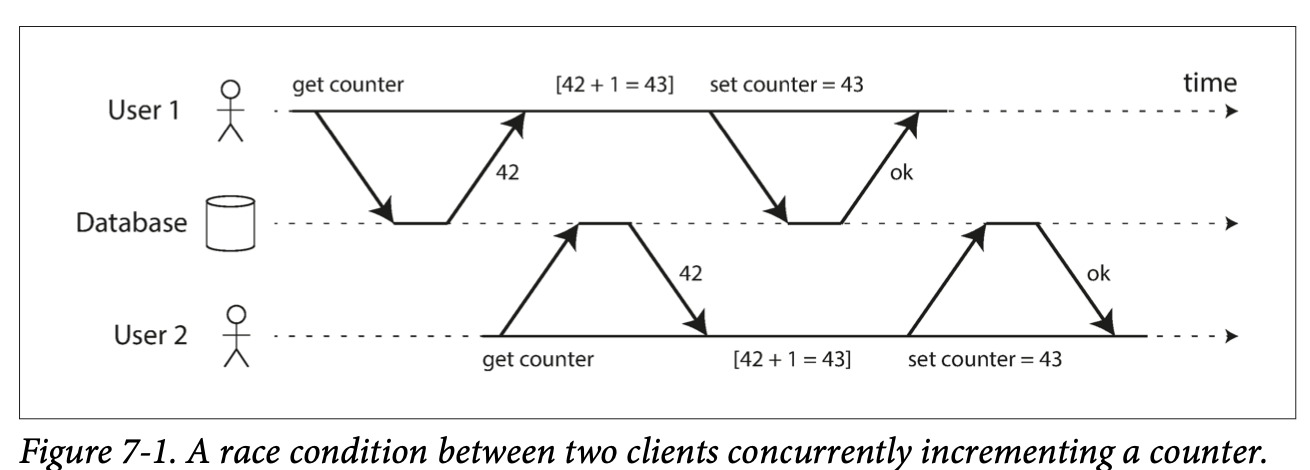 get counter [42 + 1 = 43] set counter = 43 time
User 1
42 ok
Database
42 ok
User 2
get counter [42 + 1 = 43] set counter = 43
Figure 7-1. A race condition between two clients concurrently incrementing a counter.